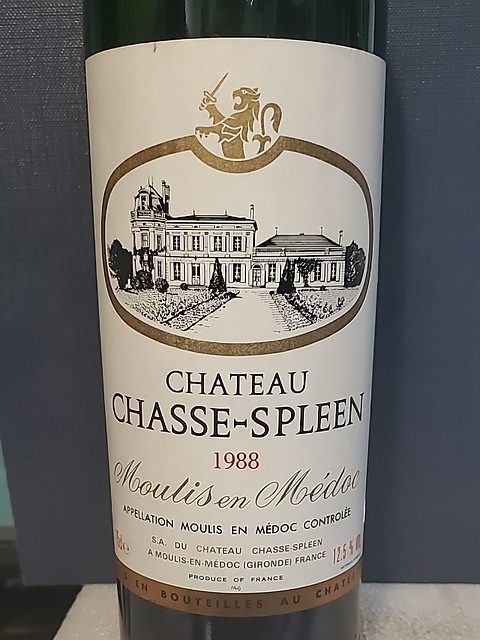 CHATEAU
CHASSE-SPLEEN
1988
Moulis en Médoc
APPELLATION MOULIS EN MÉDOC CONTROLÉE
S.A. DU CHATEAU CHASSE-SPLEEN
A MOULIS-EN-MÉDOC (GIRONDE) FRANCE
12,5 %
PRODUCE OF FRANCE
EN BOUTEILLES AU CHATEAU